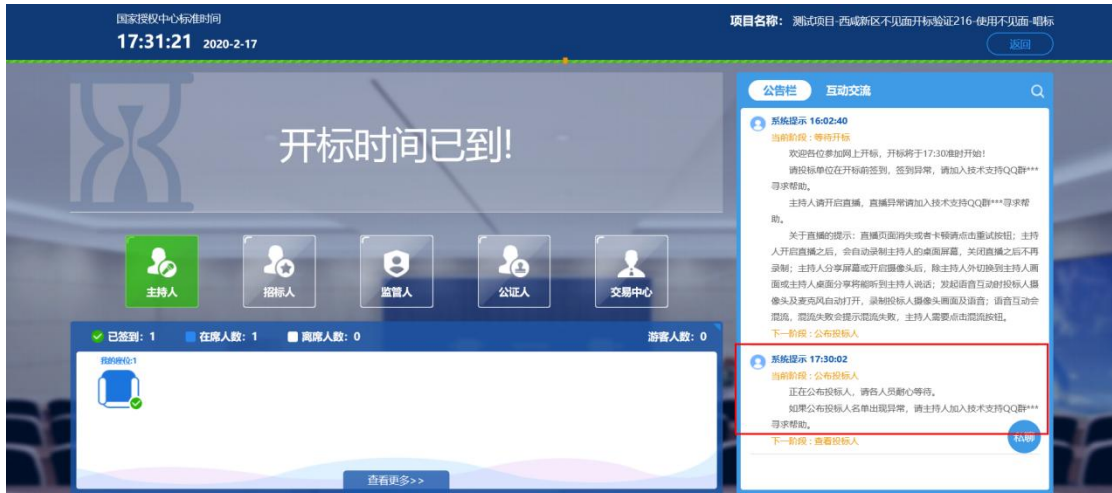 国家授权中心标准时间
17:31:21 2020-2-17
项目名称： 测试项目-西咸新区不见面开标验证216-使用不见面-唱标
返回
开标时间已到!
主持人
招标人
监管人
公证人
交易中心
已签到：1 在席人数：1 离席人数：0 游客人数：0
我的座位:1
查看更多>>
公告栏 互动交流
系统提示 16:02:40
当前阶段 : 等待开标
欢迎各位参加网上开标，开标将于17:30准时开始!
请投标单位在开标前签到，签到异常，请加入技术支持QQ群***
寻求帮助。
主持人请开启直播，直播异常请加入技术支持QQ群***寻求帮
助。
关于直播的提示：直播页面消失或者卡顿请点击重试按钮；主持
人开启直播之后，会自动录制主持人的桌面屏幕，关闭直播之后不再
录制；主持人分享屏幕或开启摄像头后，除主持人外切换到主持人画
面或主持人桌面分享将能听到主持人说话；发起语音互动时投标人摄
像头及麦克风自动打开，录制投标人摄像头画面及语音；语音互动会
混流，混流失败会提示混流失败，主持人需要点击混流按钮。
下一阶段 : 公布投标人
系统提示 17:30:02
当前阶段 : 公布投标人
正在公布投标人，请各人员耐心等待。
如果公布投标人名单出现异常，请主持人加入技术支持QQ群***
寻求帮助。
下一阶段 : 查看投标人
私聊